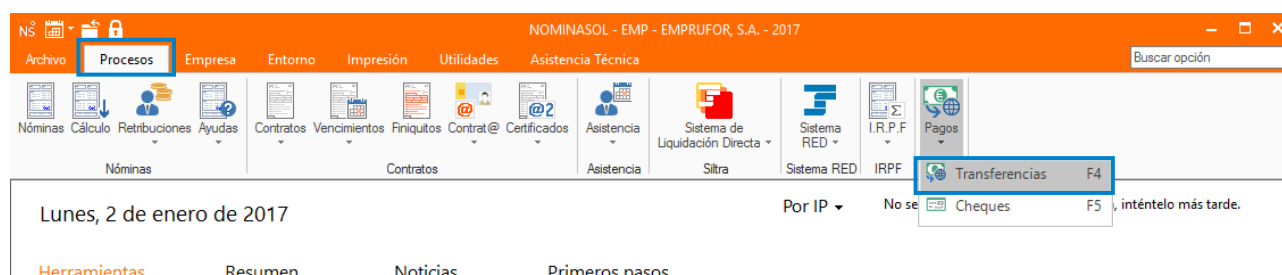 NS
NOMINASOL - EMP - EMPRUFOR, S.A. - 2017
Archivo Procesos Empresa Entorno Impresión Utilidades Asistencia Técnica Buscar opción
Nóminas Cálculo Retribuciones Ayudas Contratos Vencimientos Finiquitos Contrat@ Certificados Asistencia Sistema de Liquidación Directa Sistema RED I.R.P.F Pagos
Nóminas Contratos Asistencia Siltra Sistema RED IRPF
Transferencias F4
Cheques F5
Lunes, 2 de enero de 2017 Por IP No se , inténtelo más tarde.
Herramientas Resumen Noticias Primeros pasos